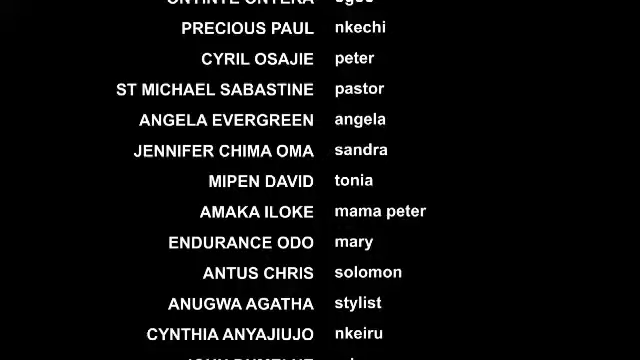 PRECIOUS PAUL nkechi
CYRIL OSAJIE peter
ST MICHAEL SABASTINE pastor
ANGELA EVERGREEN angela
JENNIFER CHIMA OMA sandra
MIPEN DAVID tonia
AMAKA ILOKE mama peter
ENDURANCE ODO mary
ANTUS CHRIS solomon
ANUGWA AGATHA stylist
CYNTHIA ANYAJIUJO nkeiru